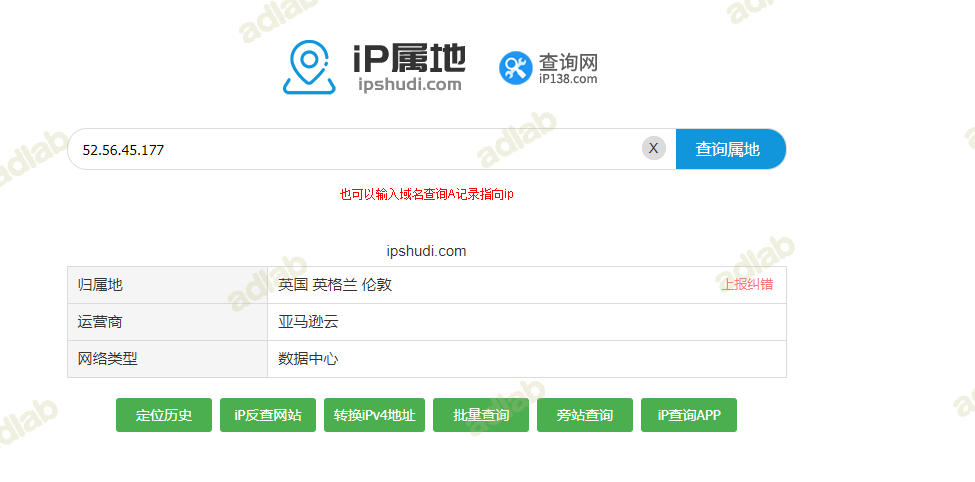 adlab
adlab
iP属地
ipshudi.com
查询网
iP138.com
adlab
adlab
52.56.45.177
X
查询属地
也可以输入域名查询A记录指向ip
ipshudi.com
adlab
adlab
归属地
英国 英格兰 伦敦
上报纠错
运营商
亚马逊云
网络类型
数据中心
adlab
adlab
定位历史
iP反查网站
转换iPv4地址
批量查询
旁站查询
iP查询APP